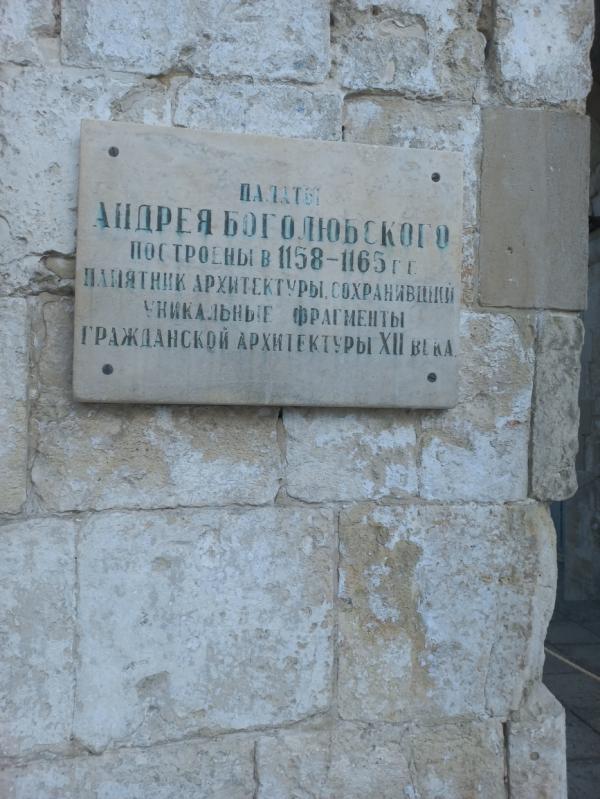 ПАЛАТЫ
АНДРЕЯ БОГОЛЮБСКОГО
ПОСТРОЕНЫ В 1158-1165 Г Г.
ПАМЯТНИК АРХИТЕКТУРЫ, СОХРАНИВШИЙ
УНИКАЛЬНЫЕ ФРАГМЕНТЫ
ГРАЖДАНСКОЙ АРХИТЕКТУРЫ XII ВЕКА.